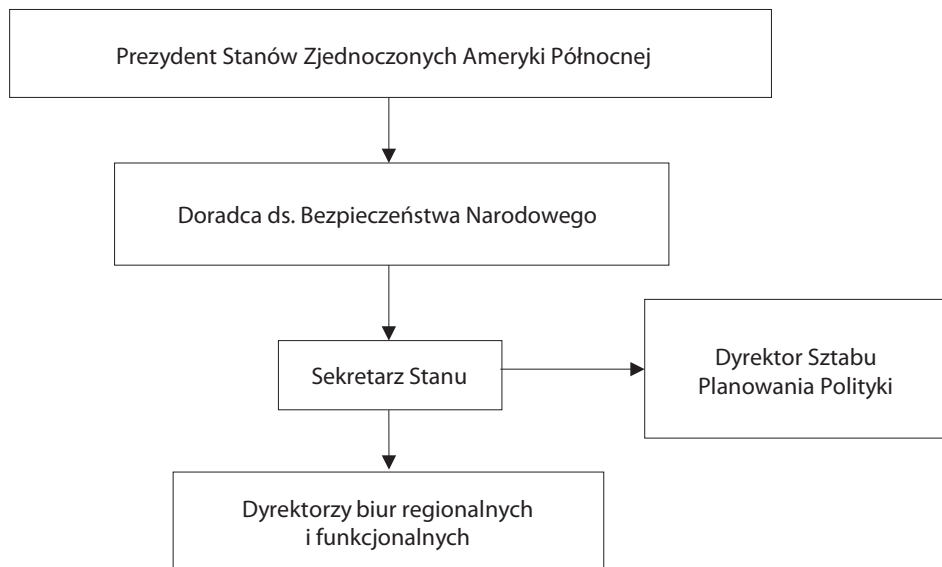 Prezydent Stanów Zjednoczonych Ameryki Północnej
Doradca ds. Bezpieczeństwa Narodowego
Sekretarz Stanu
Dyrektor Sztabu
Planowania Polityki
Dyrektorzy biur regionalnych
i funkcjonalnych